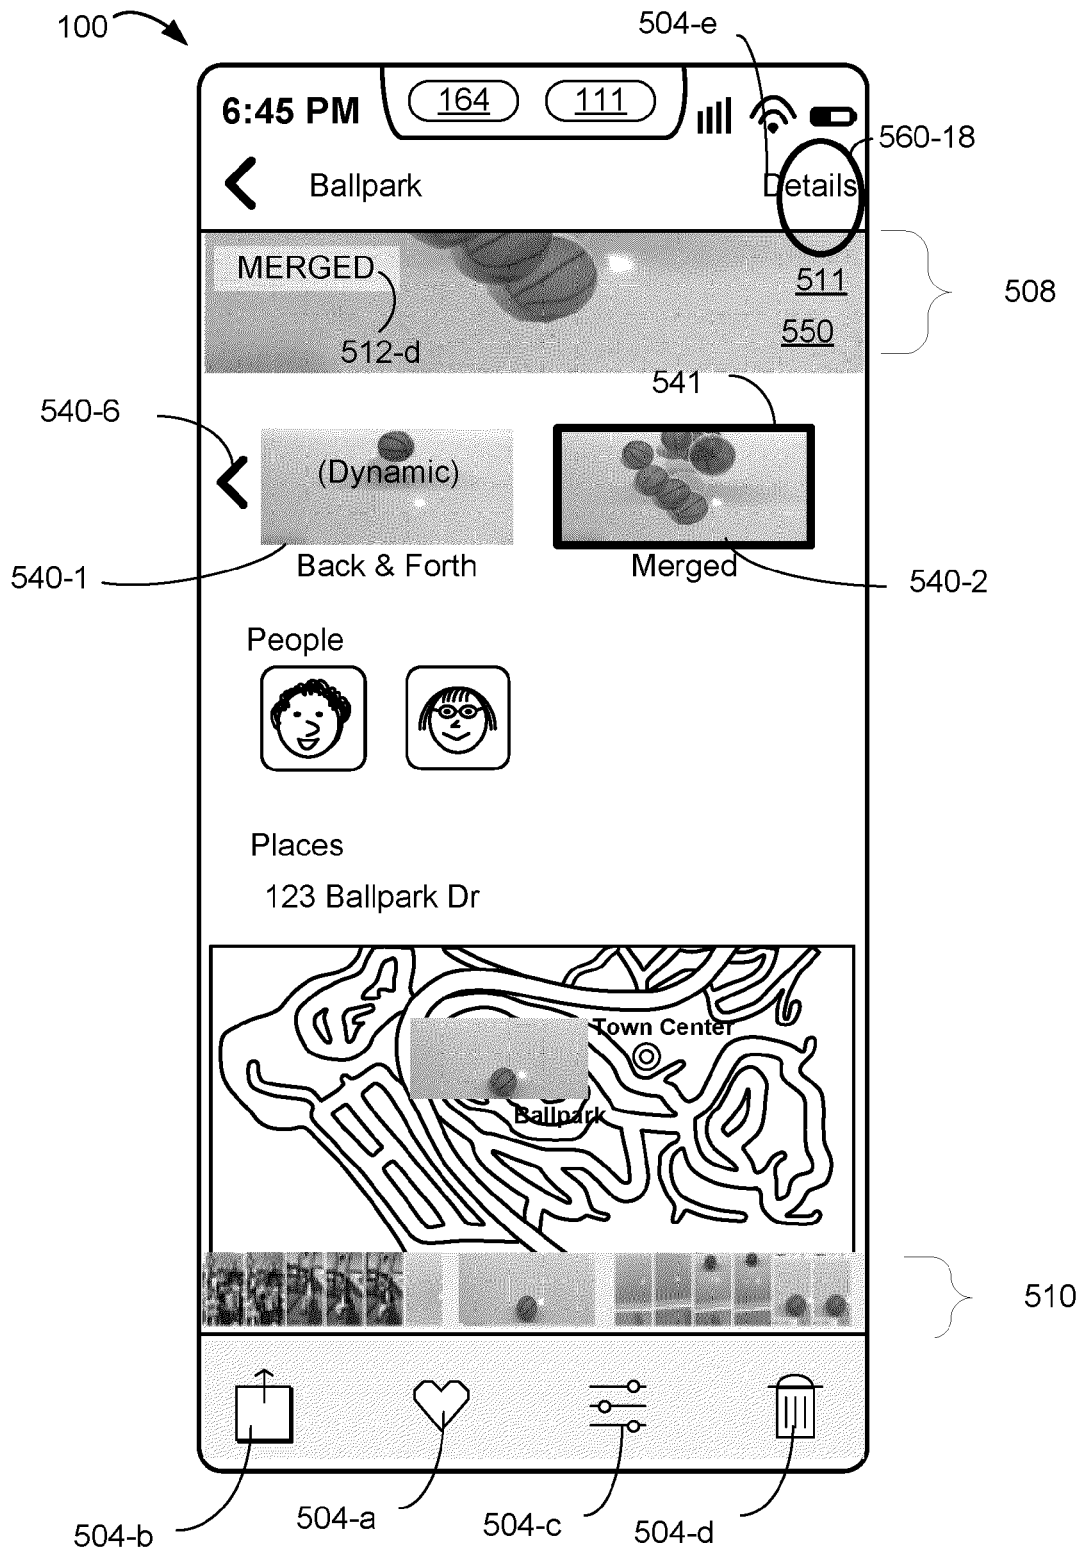 504-e
100
6:45 PM
164
111
560-18
Ballpark
Details
MERGED
511
508
550
512-d
541
540-6
(Dynamic)
540-1
Back & Forth
Merged
540-2
People
Places
123 Ballpark Dr
Town Center
Ballpark
510
504-b
504-a
504-c
504-d